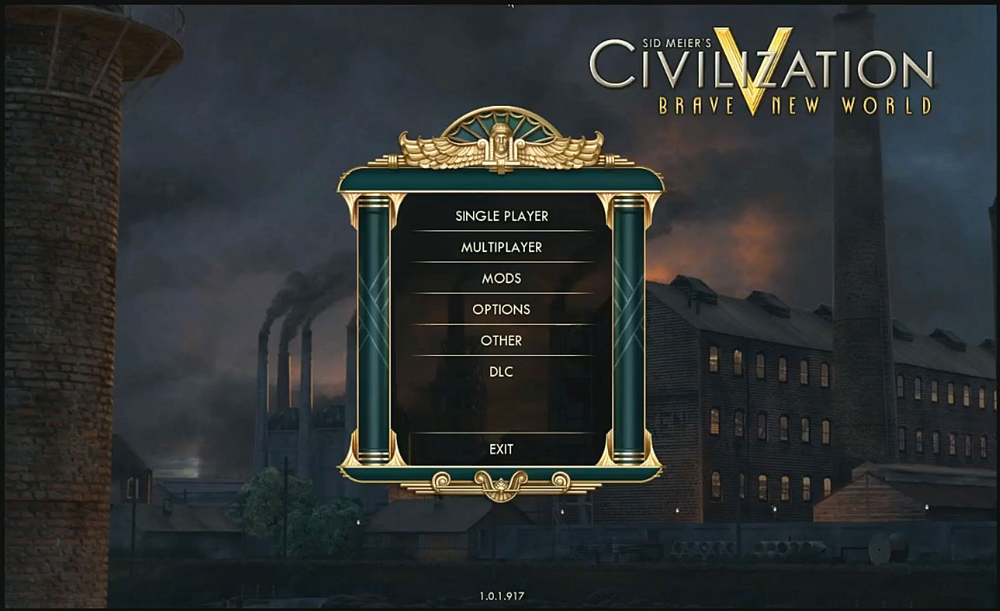 SID MEIER'S
CIVILIZATION V
BRAVE NEW WORLD
SINGLE PLAYER
MULTIPLAYER
MODS
OPTIONS
OTHER
DLC
EXIT
1.0.1.917